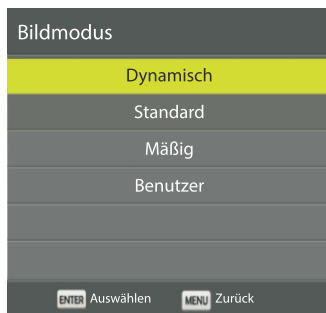 Bildmodus
Dynamisch
Standard
Mäßig
Benutzer
ENTER Auswählen MENU Zurück